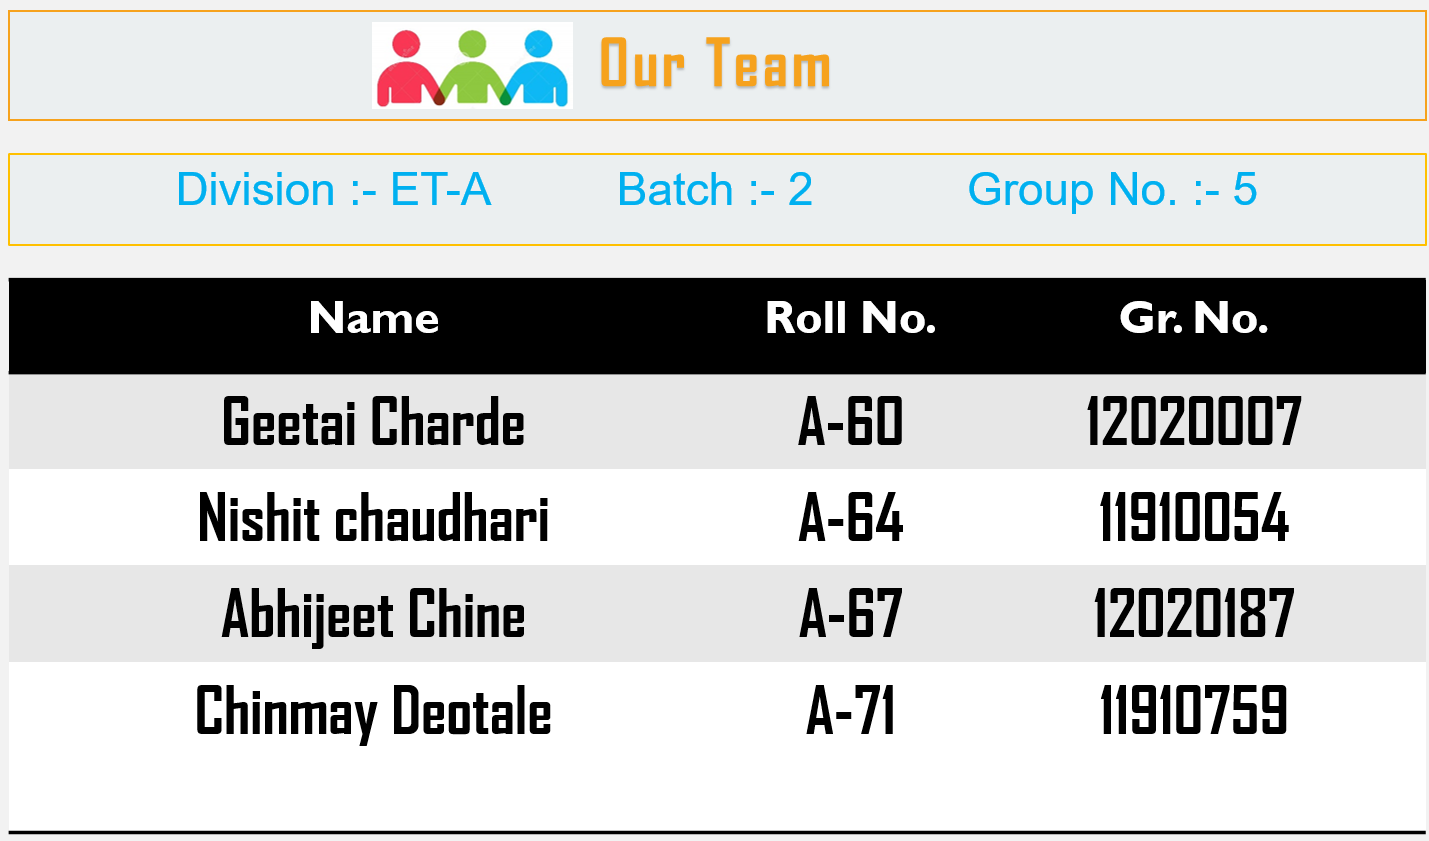 Our Team
Division :- ET-A Batch :- 2 Group No. :- 5
Name Roll No. Gr. No.
Geetai Charde A-60 12020007
Nishit chaudhari A-64 11910054
Abhijeet Chine A-67 12020187
Chinmay Deotale A-71 11910759